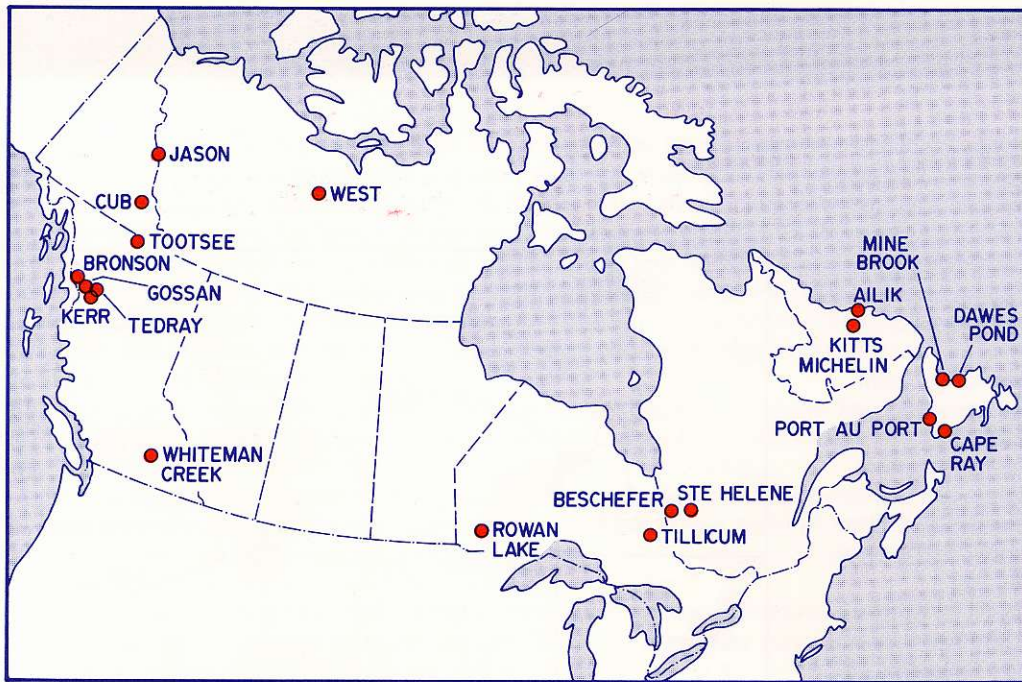 JASON
WEST
CUB
TOOTSEE
BRONSON
GOSSAN
KERR
TEDRAY
MINE
BROOK
AILIK
DAWES
POND
KITTS
MICHELIN
PORT AU PORT
CAPE
RAY
WHITEMAN
CREEK
BESCHEFER
STE HELENE
ROWAN
LAKE
TILLICUM